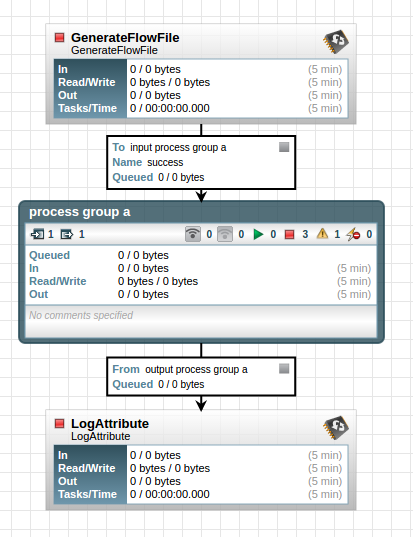 GenerateFlowFile
GenerateFlowFile
In 0 / 0 bytes (5 min)
Read/Write 0 bytes / 0 bytes (5 min)
Out 0 / 0 bytes (5 min)
Tasks/Time 0 / 00:00:00.000 (5 min)
To input process group a
Name success
Queued 0 / 0 bytes
process group a
1 1 0 0 0 3 1 0
Queued 0 / 0 bytes
In 0 / 0 bytes (5 min)
Read/Write 0 bytes / 0 bytes (5 min)
Out 0 / 0 bytes (5 min)
No comments specified
From output process group a
Queued 0 / 0 bytes
LogAttribute
LogAttribute
In 0 / 0 bytes (5 min)
Read/Write 0 bytes / 0 bytes (5 min)
Out 0 / 0 bytes (5 min)
Tasks/Time 0 / 00:00:00.000 (5 min)